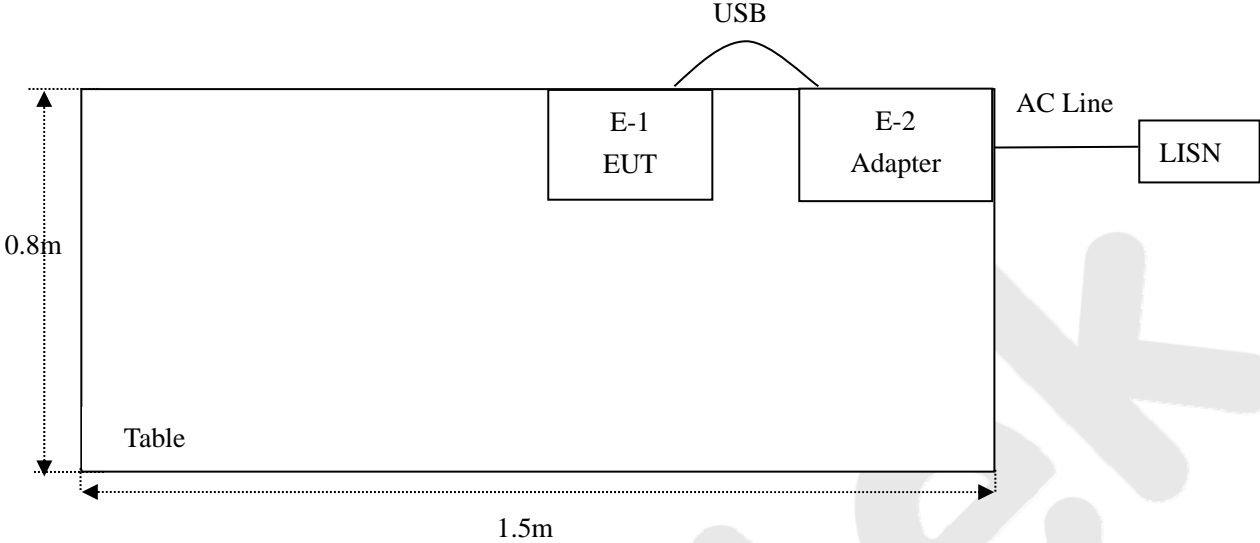 USB
AC Line
E-1
EUT
E-2
Adapter
LISN
0.8m
Table
1.5m